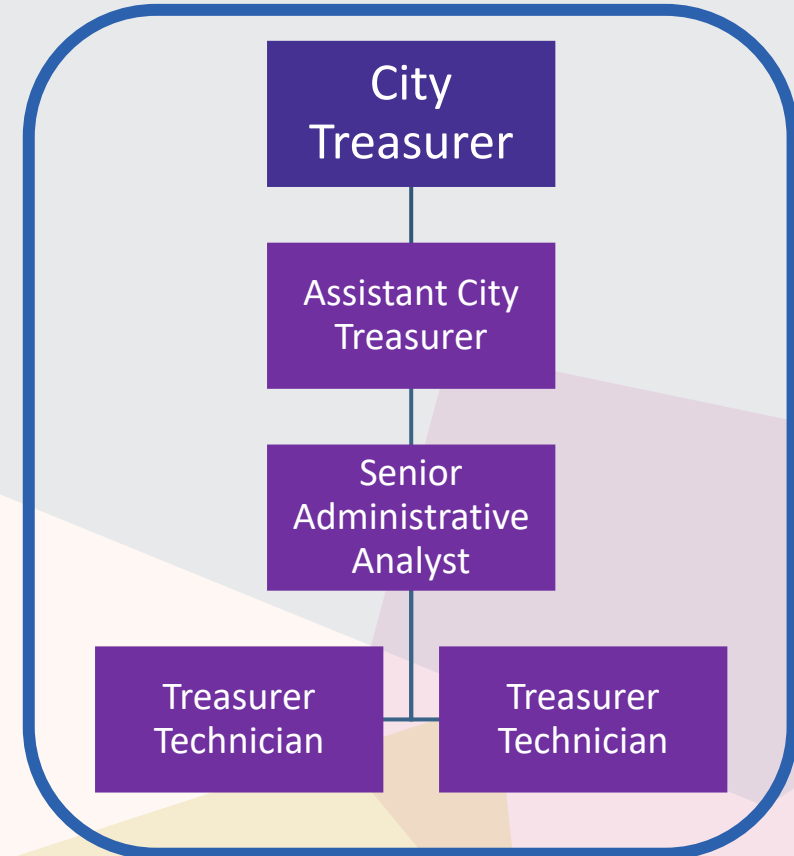 City
Treasurer
Assistant City
Treasurer
Senior
Administrative
Analyst
Treasurer
Technician
Treasurer
Technician